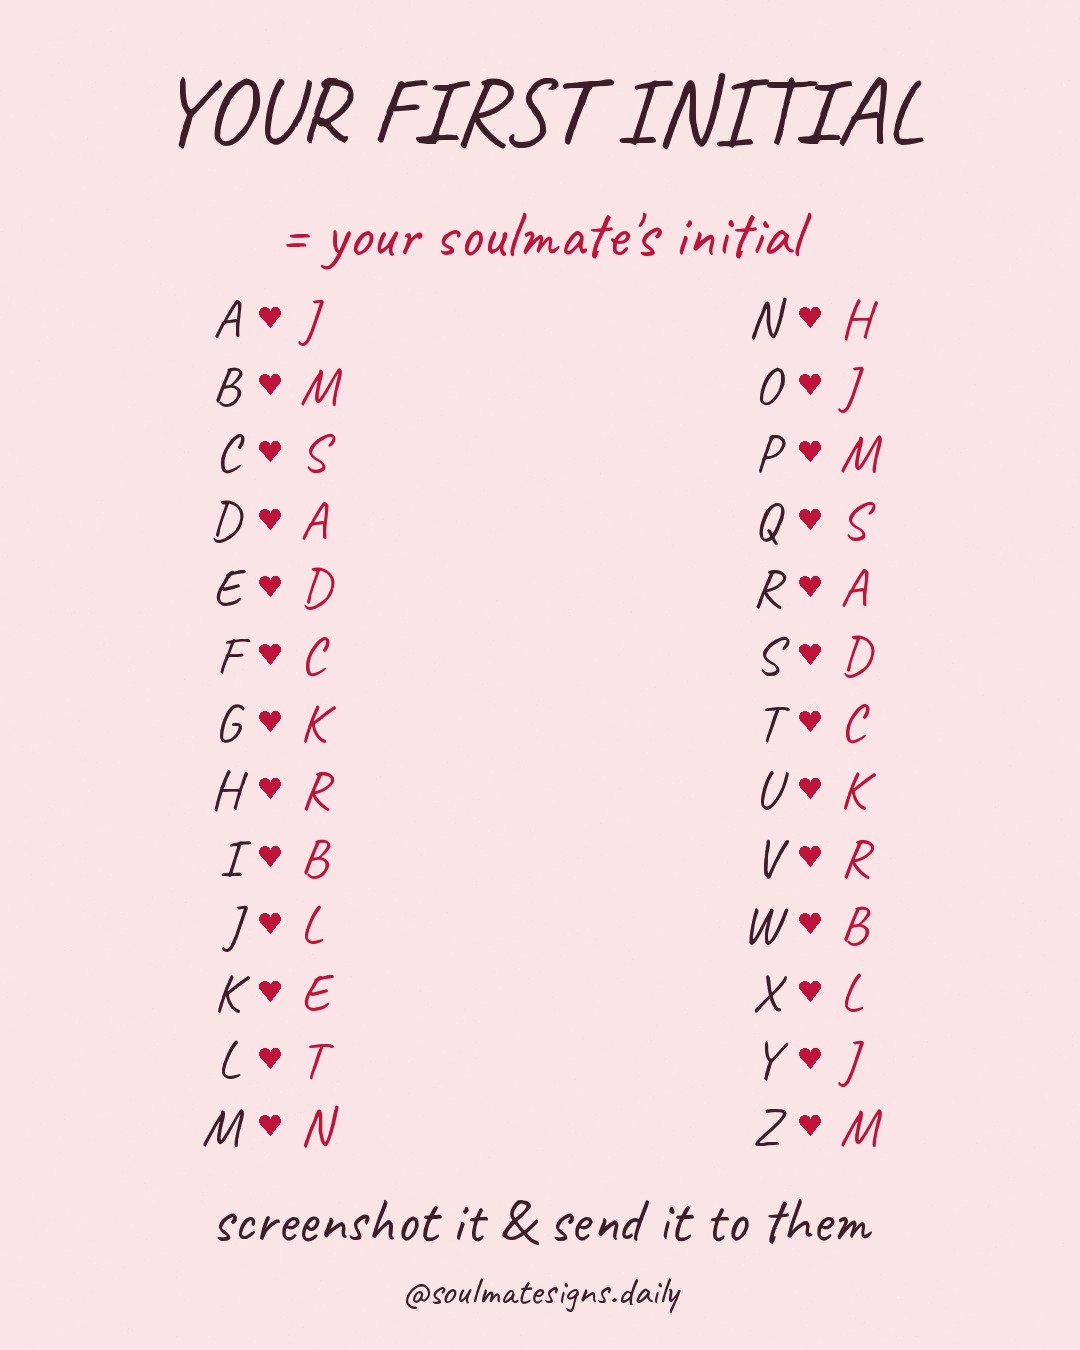 YOUR FIRST INITIAL
= your soulmate's initial
A ♥ J
B ♥ M
C ♥ S
D ♥ A
E ♥ D
F ♥ C
G ♥ K
H ♥ R
I ♥ B
J ♥ L
K ♥ E
L ♥ T
M ♥ N
N ♥ H
O ♥ J
P ♥ M
Q ♥ S
R ♥ A
S ♥ D
T ♥ C
U ♥ K
V ♥ R
W ♥ B
X ♥ L
Y ♥ J
Z ♥ M
screenshot it & send it to them
@soulmatesigns.daily